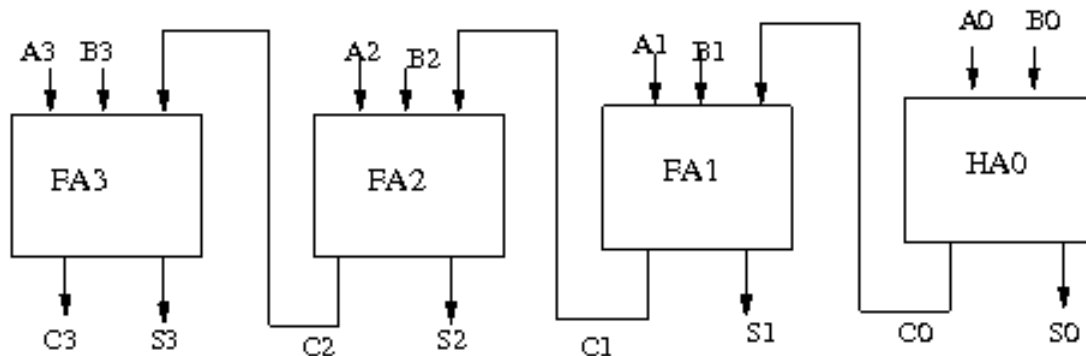 A3 B3 A2 B2 A1 B1 A0 B0
FA3 FA2 FA1 HA0
C3 S3 C2 S2 C1 S1 C0 S0